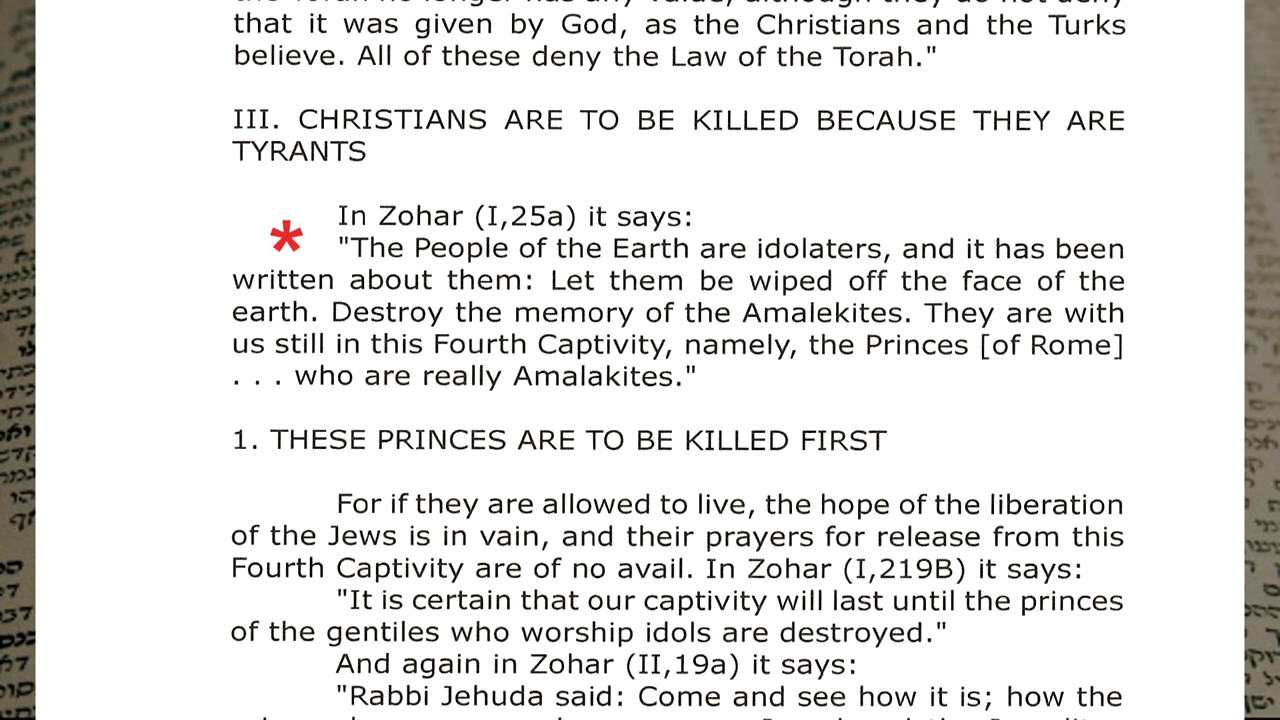 that it was given by God, as the Christians and the Turks
believe. All of these deny the Law of the Torah."
III. CHRISTIANS ARE TO BE KILLED BECAUSE THEY ARE
TYRANTS
In Zohar (I,25a) it says:
* "The People of the Earth are idolaters, and it has been
written about them: Let them be wiped off the face of the
earth. Destroy the memory of the Amalekites. They are with
us still in this Fourth Captivity, namely, the Princes [of Rome]
. . . who are really Amalakites."
1. THESE PRINCES ARE TO BE KILLED FIRST
For if they are allowed to live, the hope of the liberation
of the Jews is in vain, and their prayers for release from this
Fourth Captivity are of no avail. In Zohar (I,219B) it says:
"It is certain that our captivity will last until the princes
of the gentiles who worship idols are destroyed."
And again in Zohar (II,19a) it says:
"Rabbi Jehuda said: Come and see how it is; how the